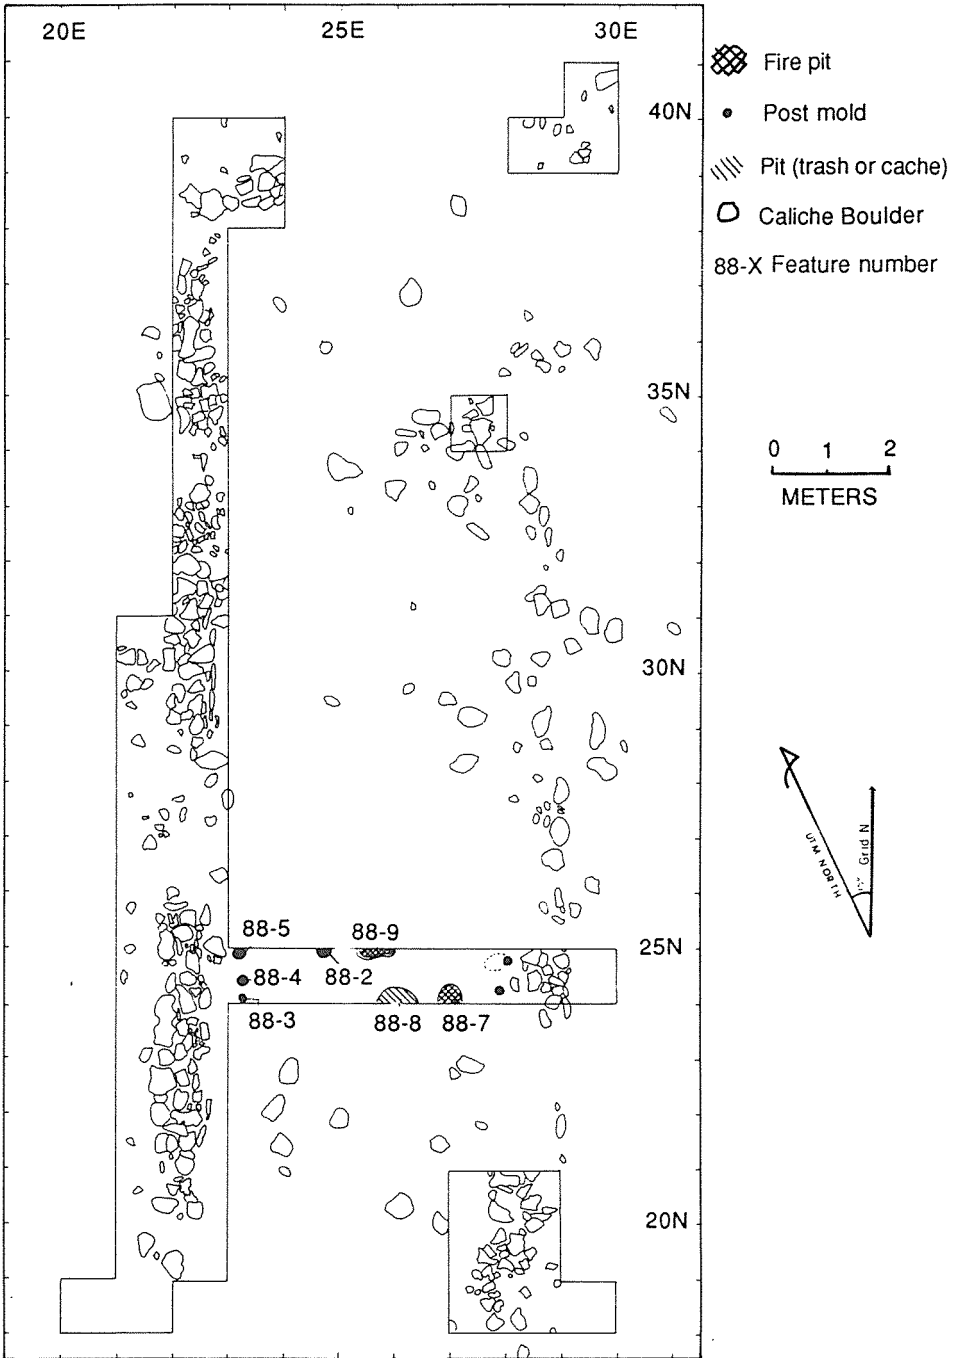 20E 25E 30E
Fire pit
40N
Post mold
Pit (trash or cache)
Caliche Boulder
88-X Feature number
35N
0 1 2
METERS
30N
UTM NORTH
Grid N
88-5 88-9
25N
88-4 88-2
88-3 88-8 88-7
20N